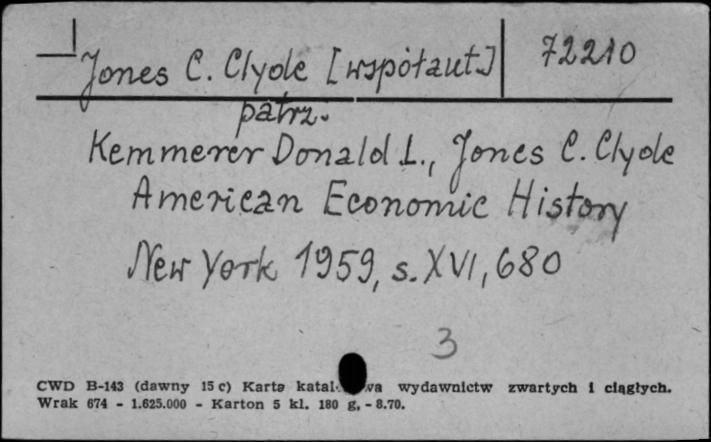 Jones C. Clyde [współaut.] 72210
patrz.
Kemmerer Donald L., Jones C. Clyde
American Economic History
New York 1959, s. XVI, 680
3
CWD B-143 (dawny 15 c) Karta wydawnictw zwartych i ciągłych.
Wrak 674 - 1.625.000 - Karton 5 kl. 180 g, - 8.70.